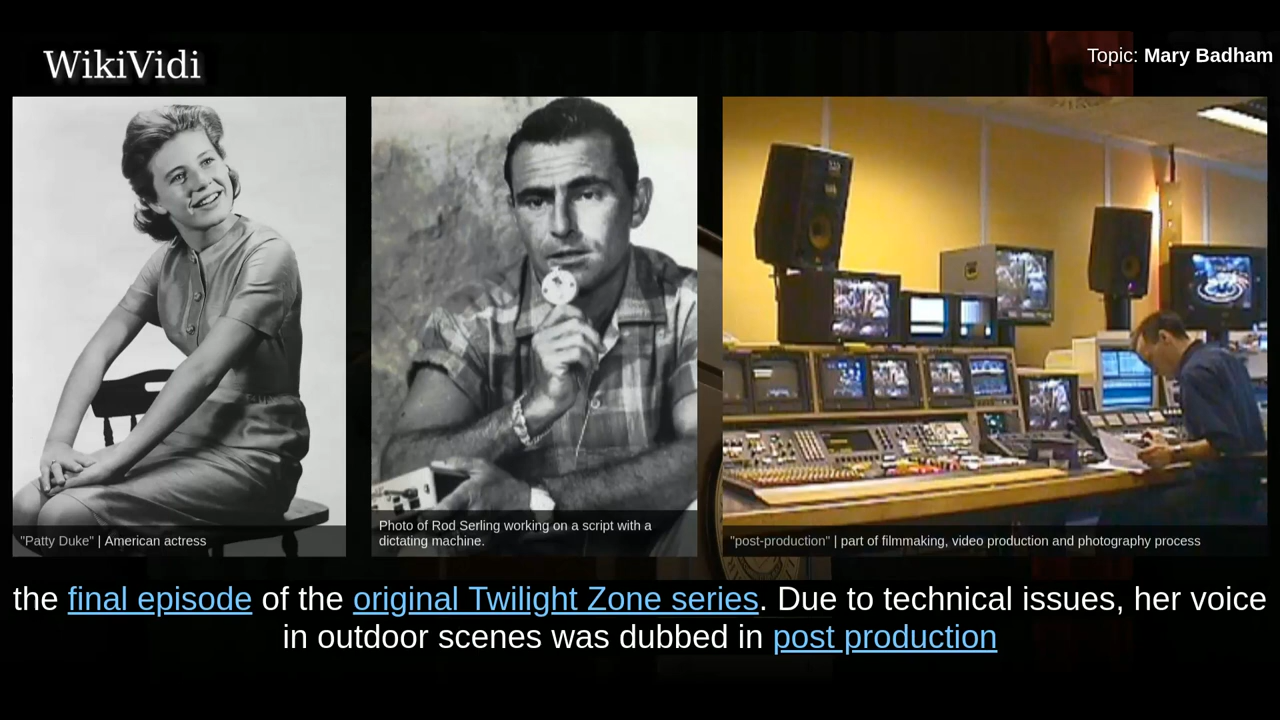 WikiVidi
Topic: Mary Badham
"Patty Duke" | American actress
Photo of Rod Serling working on a script with a
dictating machine.
"post-production" | part of filmmaking, video production and photography process
the final episode of the original Twilight Zone series. Due to technical issues, her voice
in outdoor scenes was dubbed in post production